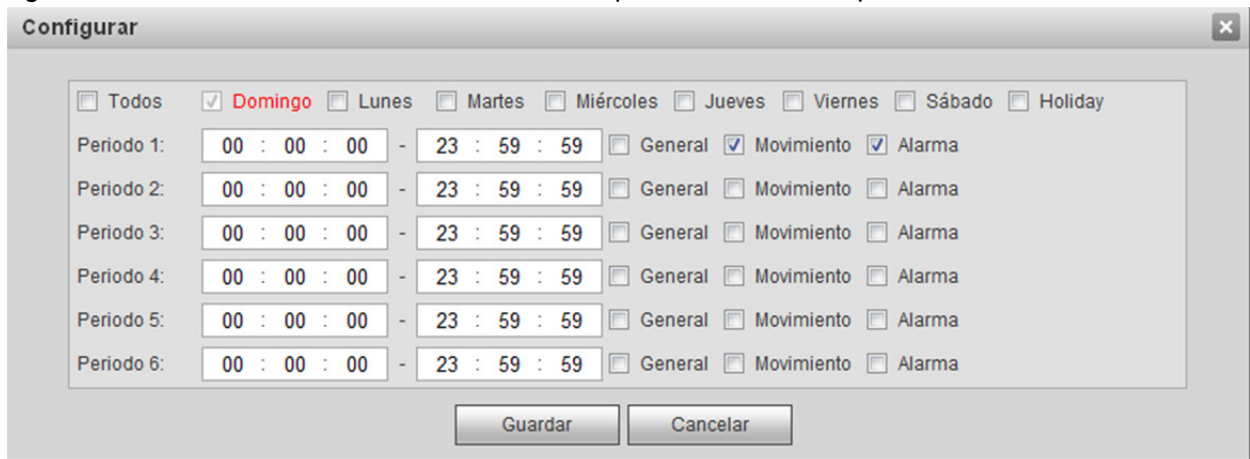 Configurar
Todos Domingo Lunes Martes Miércoles Jueves Viernes Sábado Holiday
Periodo 1: 00 : 00 : 00 - 23 : 59 : 59 General Movimiento Alarma
Periodo 2: 00 : 00 : 00 - 23 : 59 : 59 General Movimiento Alarma
Periodo 3: 00 : 00 : 00 - 23 : 59 : 59 General Movimiento Alarma
Periodo 4: 00 : 00 : 00 - 23 : 59 : 59 General Movimiento Alarma
Periodo 5: 00 : 00 : 00 - 23 : 59 : 59 General Movimiento Alarma
Periodo 6: 00 : 00 : 00 - 23 : 59 : 59 General Movimiento Alarma
Guardar Cancelar